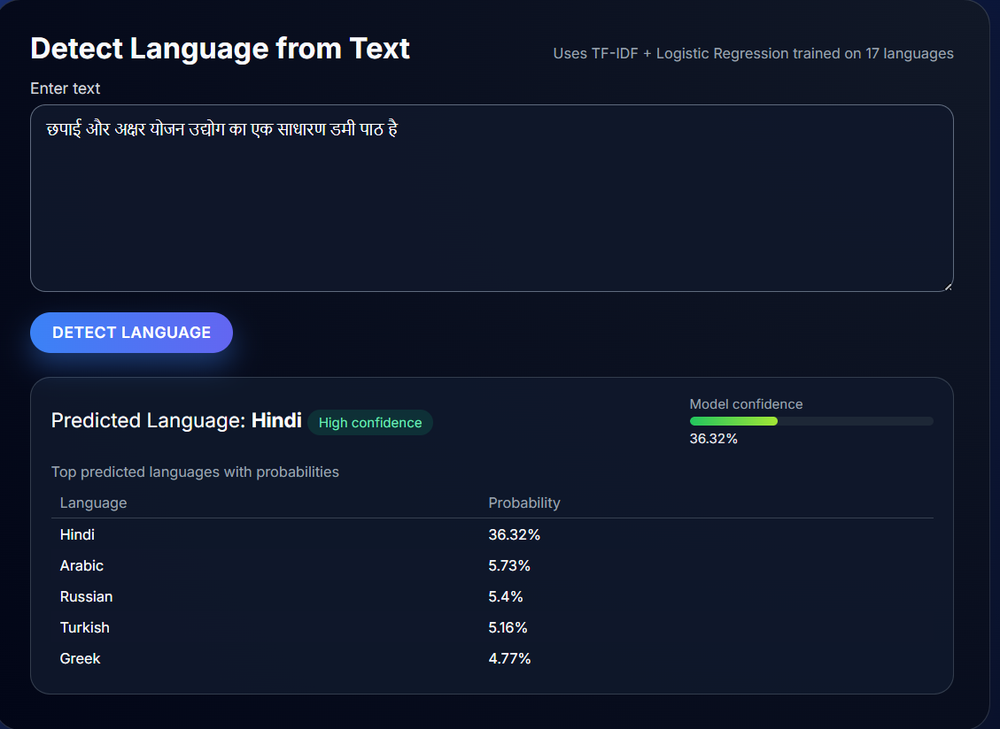 Detect Language from Text
Uses TF-IDF + Logistic Regression trained on 17 languages
Enter text
छपाई और अक्षर योजन उद्योग का एक साधारण डमी पाठ है
DETECT LANGUAGE
Predicted Language: Hindi High confidence
Model confidence
36.32%
Top predicted languages with probabilities
Language Probability
Hindi 36.32%
Arabic 5.73%
Russian 5.4%
Turkish 5.16%
Greek 4.77%